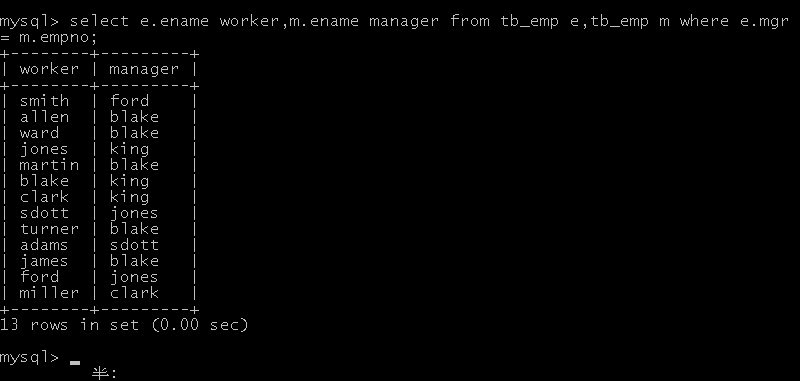 mysql> select e.ename worker,m.ename manager from tb_emp e,tb_emp m where e.mgr
= m.empno;
+--------+---------+
| worker | manager |
+--------+---------+
| smith  | ford    |
| allen  | blake   |
| ward   | blake   |
| jones  | king    |
| martin | blake   |
| blake  | king    |
| clark  | king    |
| sdott  | jones   |
| turner | blake   |
| adams  | sdott   |
| james  | blake   |
| ford   | jones   |
| miller | clark   |
+--------+---------+
13 rows in set (0.00 sec)
mysql> _
半: